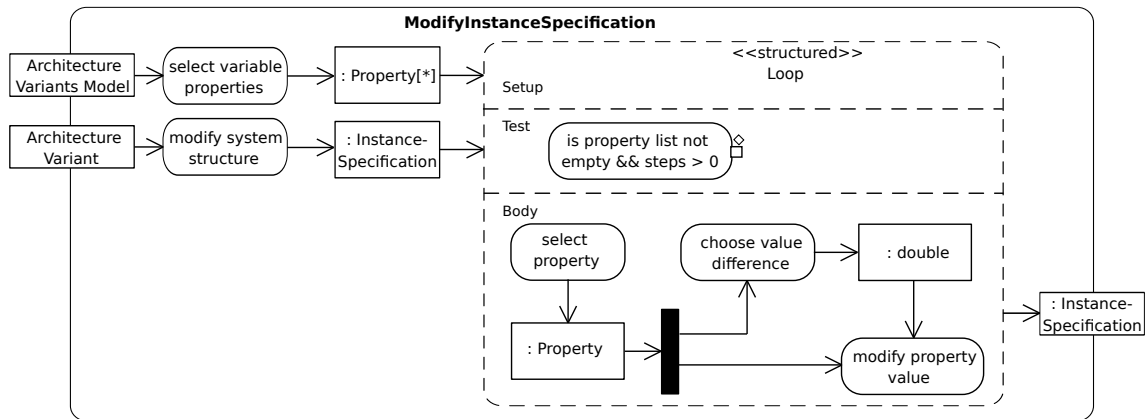 ModifyInstanceSpecification
Architecture
Variants Model
select variable
properties
: Property[*]
<<structured>>
Loop
Setup
Architecture
Variant
modify system
structure
: Instance-
Specification
Test
is property list not
empty && steps > 0
Body
select
property
choose value
difference
: double
: Property
modify property
value
: Instance-
Specification